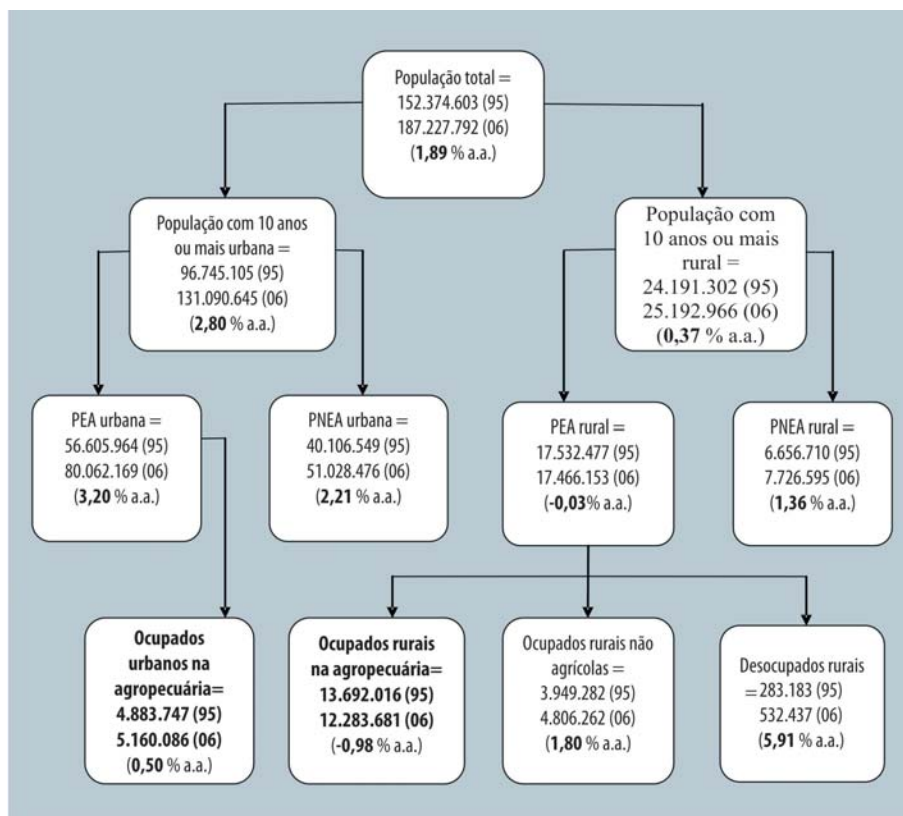 População total =
152.374.603 (95)
187.227.792 (06)
(1,89 % a.a.)
População com 10 anos
ou mais urbana =
96.745.105 (95)
131.090.645 (06)
(2,80 % a.a.)
População com
10 anos ou mais
rural =
24.191.302 (95)
25.192.966 (06)
(0,37 % a.a.)
PEA urbana =
56.605.964 (95)
80.062.169 (06)
(3,20 % a.a.)
PNEA urbana =
40.106.549 (95)
51.028.476 (06)
(2,21 % a.a.)
PEA rural =
17.532.477 (95)
17.466.153 (06)
(-0,03% a.a.)
PNEA rural =
6.656.710 (95)
7.726.595 (06)
(1,36 % a.a.)
Ocupados
urbanos na
agropecuária=
4.883.747 (95)
5.160.086 (06)
(0,50 % a.a.)
Ocupados rurais
na agropecuária=
13.692.016 (95)
12.283.681 (06)
(-0,98 % a.a.)
Ocupados rurais não
agrícolas =
3.949.282 (95)
4.806.262 (06)
(1,80 % a.a.)
Desocupados rurais
=283.183 (95)
532.437 (06)
(5,91 % a.a.)